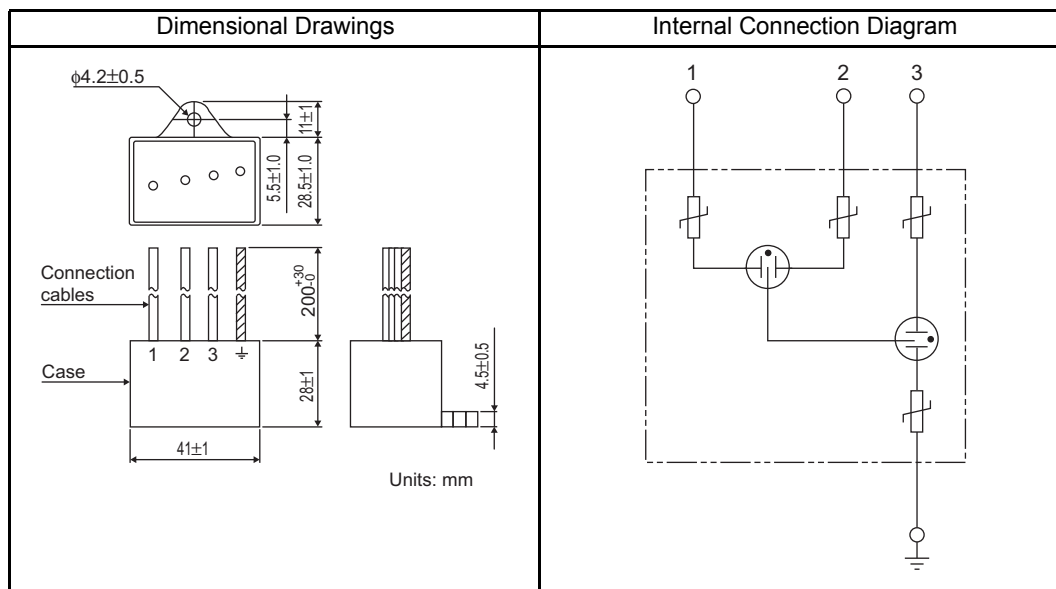 Dimensional Drawings
Internal Connection Diagram
ϕ4.2±0.5
11±1
5.5±1.0
28.5±1.0
Connection
cables
200+30-0
1 2 3
Case
28±1
4.5±0.5
41±1
Units: mm
1 2 3